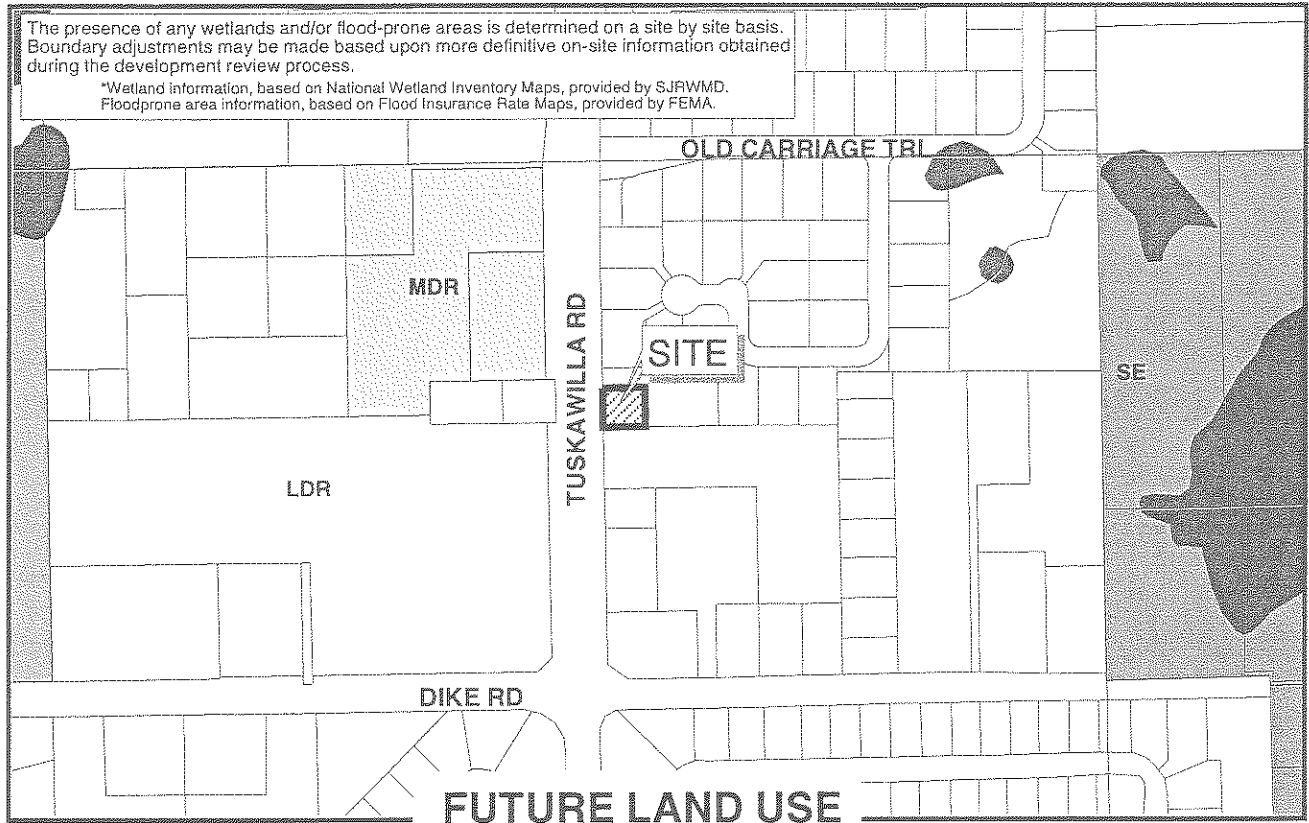 The presence of any wetlands and/or flood-prone areas is determined on a site by site basis.
Boundary adjustments may be made based upon more definitive on-site information obtained
during the development review process.
*Wetland information, based on National Wetland Inventory Maps, provided by SJRWMD.
Floodprone area information, based on Flood Insurance Rate Maps, provided by FEMA.
OLD CARRIAGE TRL
MDR
TUSKAWILLA RD
SITE
SE
LDR
DIKE RD
FUTURE LAND USE